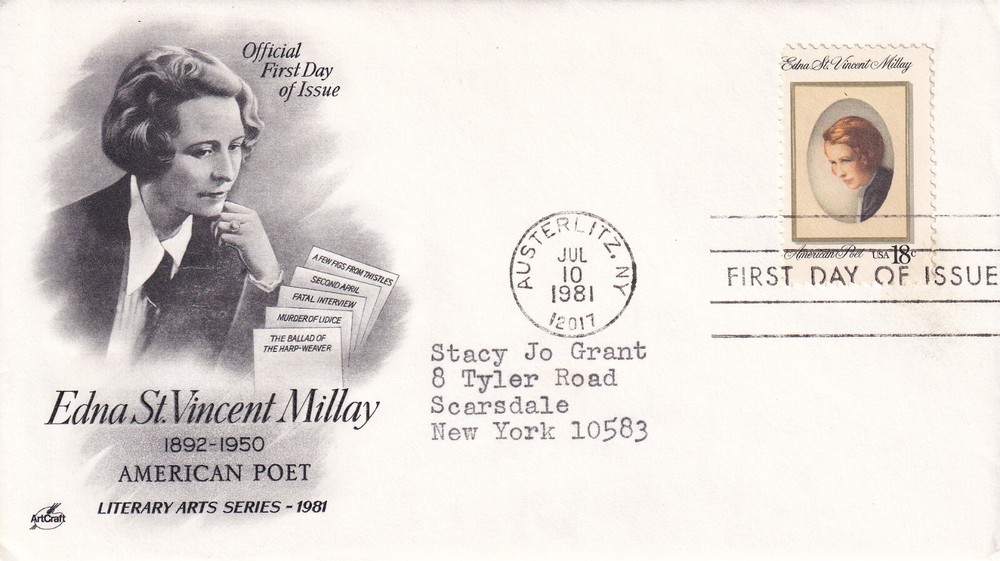 Official
First Day
of Issue
A FEW FIGS FROM THISTLES
SECOND APRIL
FATAL INTERVIEW
MURDER OF LIDICE
THE BALLAD OF
THE HARP-WEAVER
Edna St. Vincent Millay
1892-1950
AMERICAN POET
LITERARY ARTS SERIES - 1981
ArtCraft
AUSTERLITZ, NY
JUL
10
1981
12017
Stacy Jo Grant
8 Tyler Road
Scarsdale
New York 10583
Edna St. Vincent Millay
American Poet USA 18c
FIRST DAY OF ISSUE